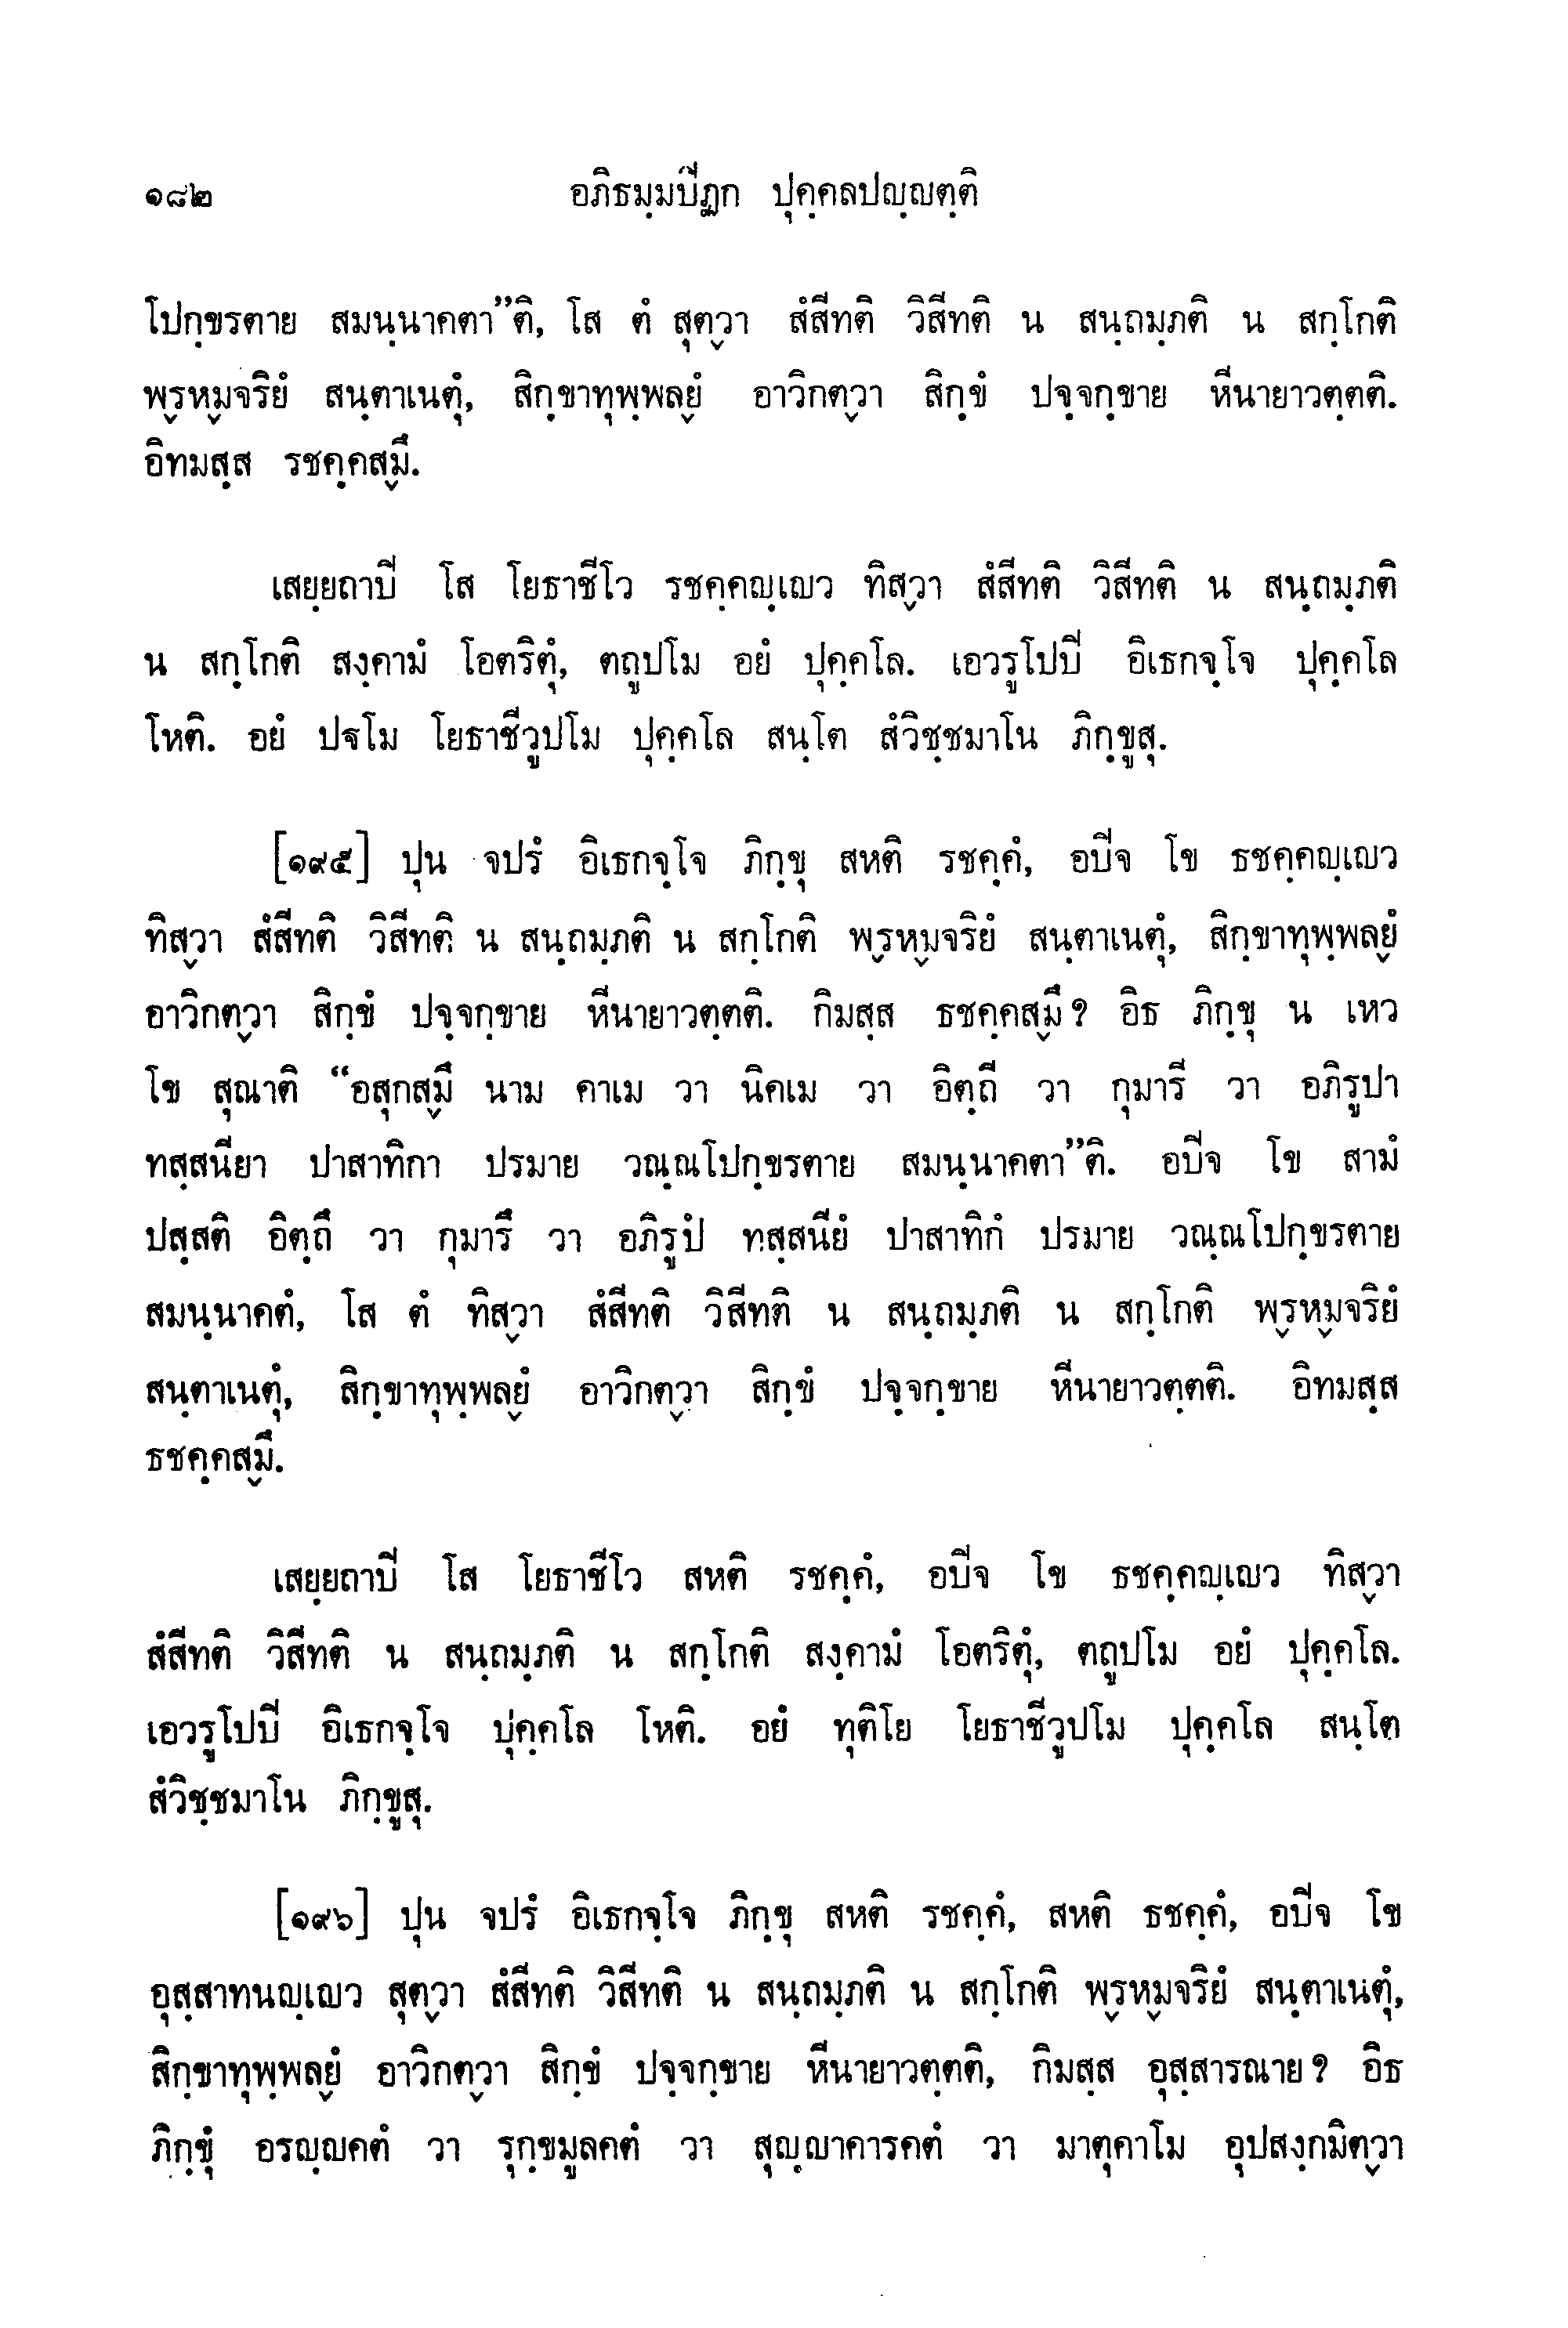 ๑๘๒ อภิธมฺมปิฏก ปุคฺคลปญฺญตฺติ
โปกฺขรตาย สมนฺนาคตา”ติ, โส ตํ สุต๎วา สํสีทติ วิสีทติ น สนฺถมฺภติ น สกฺโกติ
พ๎รหฺม๎จริยํ สนฺตาเนตุํ, สิกฺขาทุพฺพล๎ยํ อาวิกต๎วา สิกฺขํ ปจฺจกฺขาย หีนายาวตฺตติ.
อิทมสฺส รชคฺคส๎มึ.
เสยฺยถาปิ โส โยธาชีโว รชคฺคญฺเญว ทิส๎วา สํสีทติ วิสีทติ น สนฺถมฺภติ
น สกฺโกติ สงฺคามํ โอตริตุํ, ตถูปโม อยํ ปุคฺคโล. เอวรูโปปิ อิเธกจฺโจ ปุคฺคโล
โหติ. อยํ ปฐโม โยธาชีวูปโม ปุคฺคโล สนฺโต สํวิชฺชมาโน ภิกฺขูสุ.
[๑๙๕] ปุน จปรํ อิเธกจฺโจ ภิกฺขุ สหติ รชคฺคํ, อปิจ โข ธชคฺคญฺเญว
ทิส๎วา สํสีทติ วิสีทติ น สนฺถมฺภติ น สกฺโกติ พ๎รหฺม๎จริยํ สนฺตาเนตุํ, สิกฺขาทุพฺพล๎ยํ
อาวิกต๎วา สิกฺขํ ปจฺจกฺขาย หีนายาวตฺตติ. กิมสฺส ธชคฺคส๎มึ? อิธ ภิกฺขุ น เหว
โข สุณาติ “อสุกส๎มึ นาม คาเม วา นิคเม วา อิตฺถี วา กุมารี วา อภิรูปา
ทสฺสนียา ปาสาทิกา ปรมาย วณฺณโปกฺขรตาย สมนฺนาคตา”ติ. อปิจ โข สามํ
ปสฺสติ อิตฺถึ วา กุมารึ วา อภิรูปํ ทสฺสนียํ ปาสาทิกํ ปรมาย วณฺณโปกฺขรตาย
สมนฺนาคตํ, โส ตํ ทิส๎วา สํสีทติ วิสีทติ น สนฺถมฺภติ น สกฺโกติ พ๎รหฺม๎จริยํ
สนฺตาเนตุํ, สิกฺขาทุพฺพล๎ยํ อาวิกต๎วา สิกฺขํ ปจฺจกฺขาย หีนายาวตฺตติ. อิทมสฺส
ธชคฺคส๎มึ.
เสยฺยถาปิ โส โยธาชีโว สหติ รชคฺคํ, อปิจ โข ธชคฺคญฺเญว ทิส๎วา
สํสีทติ วิสีทติ น สนฺถมฺภติ น สกฺโกติ สงฺคามํ โอตริตุํ, ตถูปโม อยํ ปุคฺคโล.
เอวรูโปปิ อิเธกจฺโจ ปุคฺคโล โหติ. อยํ ทุติโย โยธาชีวูปโม ปุคฺคโล สนฺโต
สํวิชฺชมาโน ภิกฺขูสุ.
[๑๙๖] ปุน จปรํ อิเธกจฺโจ ภิกฺขุ สหติ รชคฺคํ, สหติ ธชคฺคํ, อปิจ โข
อุสฺสาทนญฺเญว สุต๎วา สํสีทติ วิสีทติ น สนฺถมฺภติ น สกฺโกติ พ๎รหฺม๎จริยํ สนฺตาเนตุํ,
สิกฺขาทุพฺพล๎ยํ อาวิกต๎วา สิกฺขํ ปจฺจกฺขาย หีนายาวตฺตติ, กิมสฺส อุสฺสารณาย? อิธ
ภิกฺขุํ อรญฺญคตํ วา รุกฺขมูลคตํ วา สุญฺญาคารคตํ วา มาตุคาโม อุปสงฺกมิต๎วา